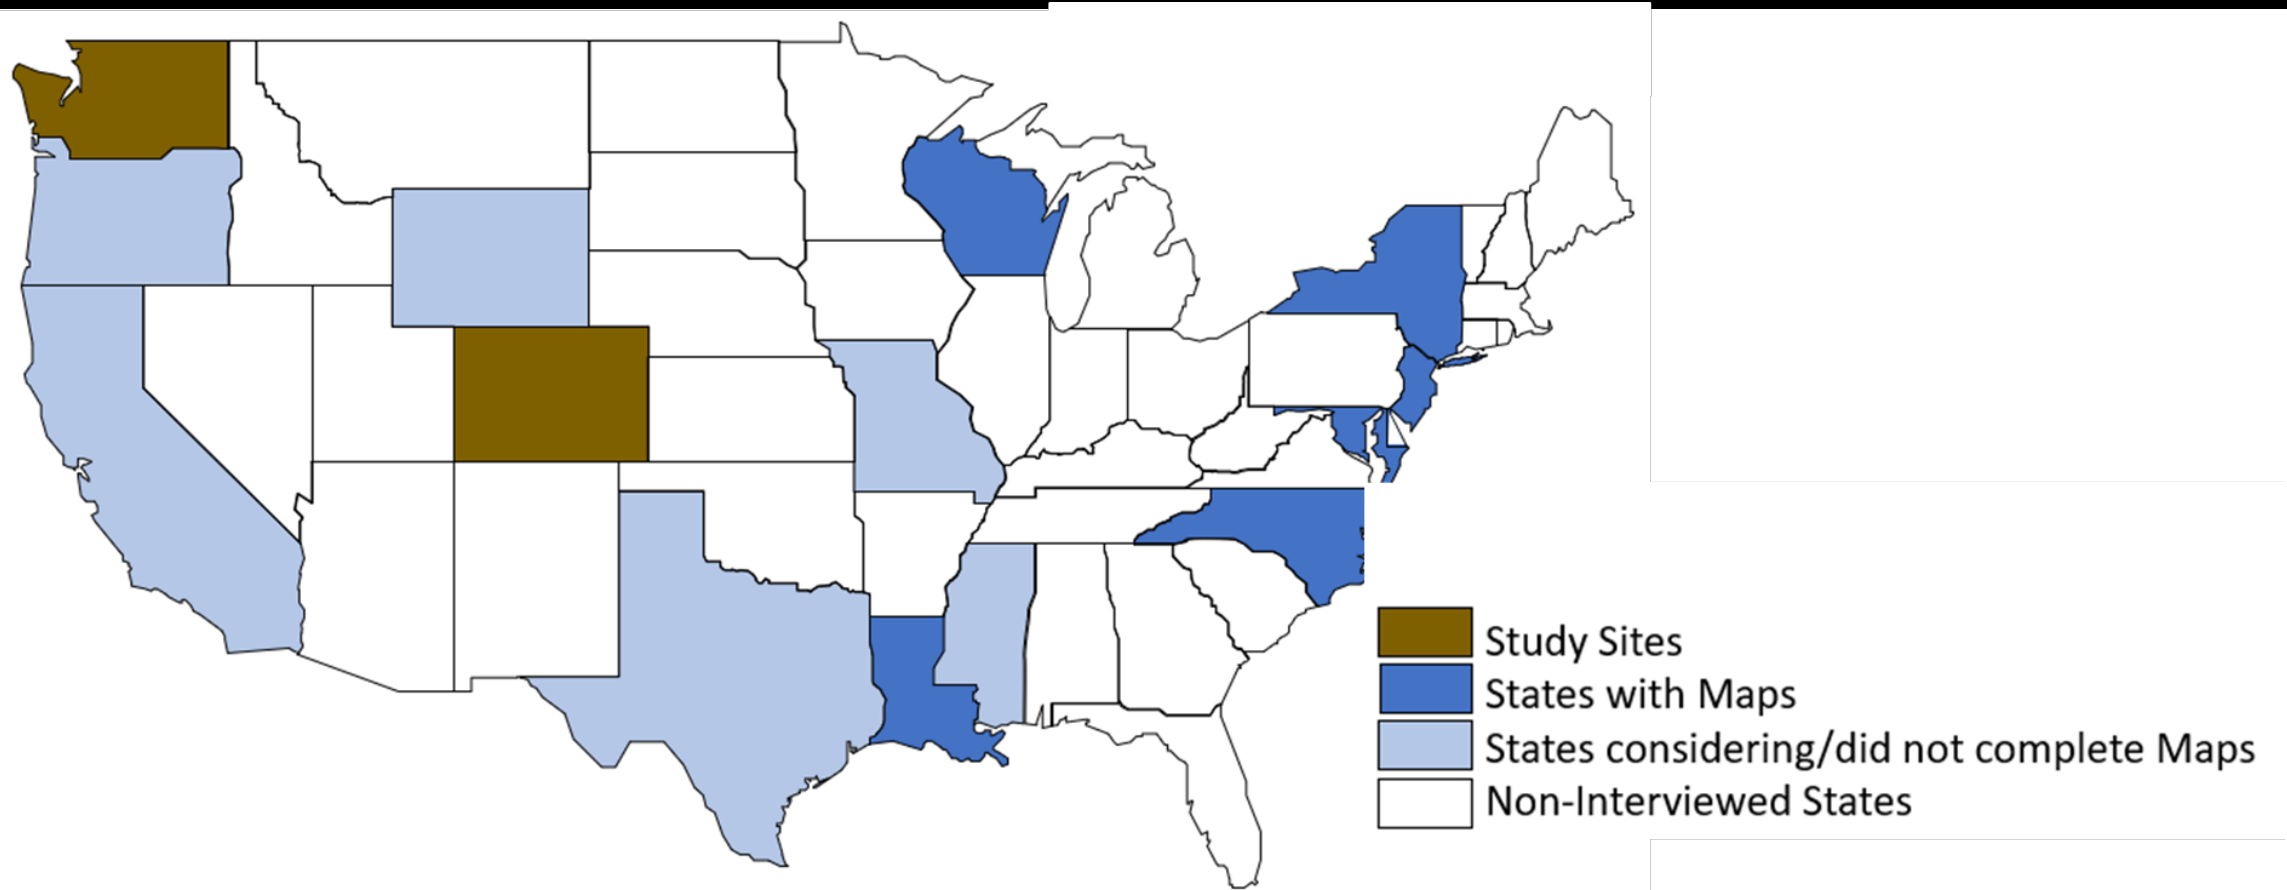 Study Sites
States with Maps
States considering/did not complete Maps
Non-Interviewed States